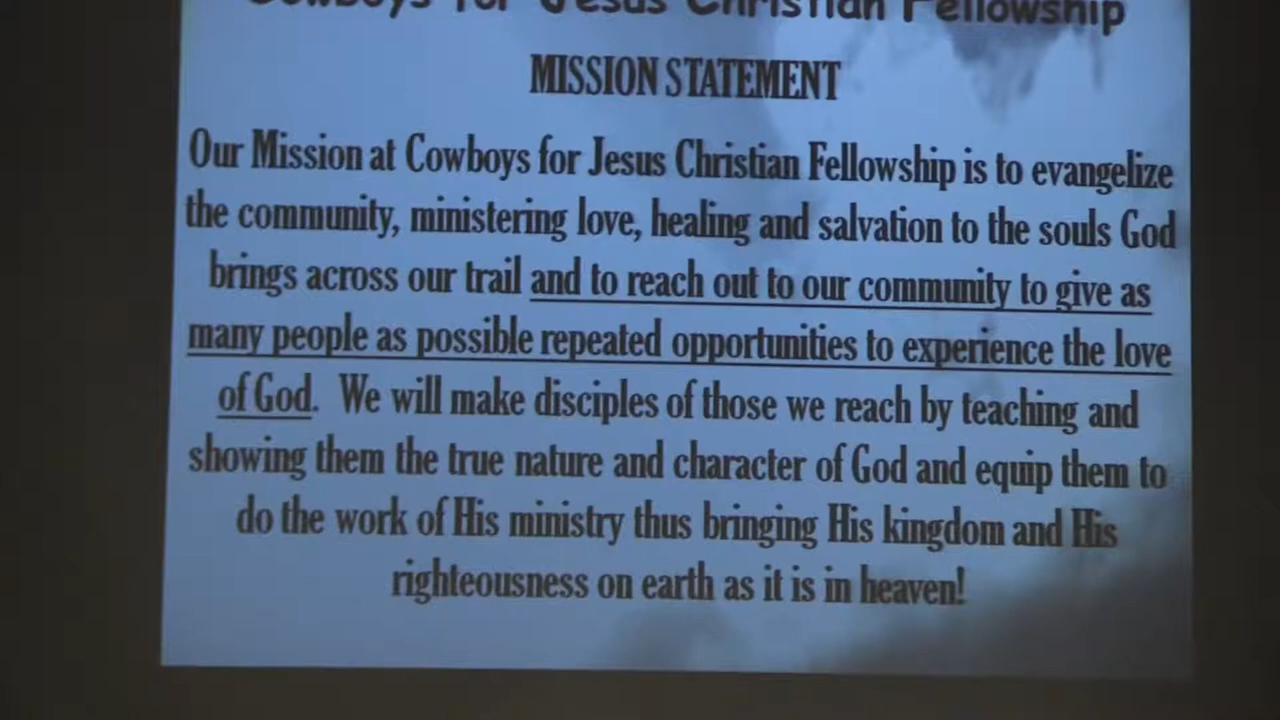 Cowboys for Jesus Christian Fellowship
MISSION STATEMENT
Our Mission at Cowboys for Jesus Christian Fellowship is to evangelize
the community, ministering love, healing and salvation to the souls God
brings across our trail and to reach out to our community to give as
many people as possible repeated opportunities to experience the love
of God. We will make disciples of those we reach by teaching and
showing them the true nature and character of God and equip them to
do the work of His ministry thus bringing His kingdom and His
righteousness on earth as it is in heaven!